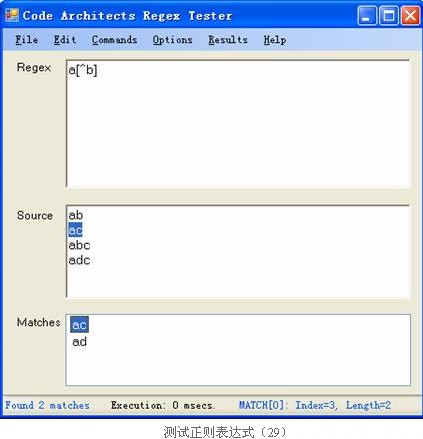 Code Architects Regex Tester
File Edit Commands Options Results Help
Regex
a[^b]
Source
ab
ac
abc
adc
Matches
ac
ad
Found 2 matches Execution: 0 msecs. MATCH[0]: Index=3, Length=2
测试正则表达式（29）